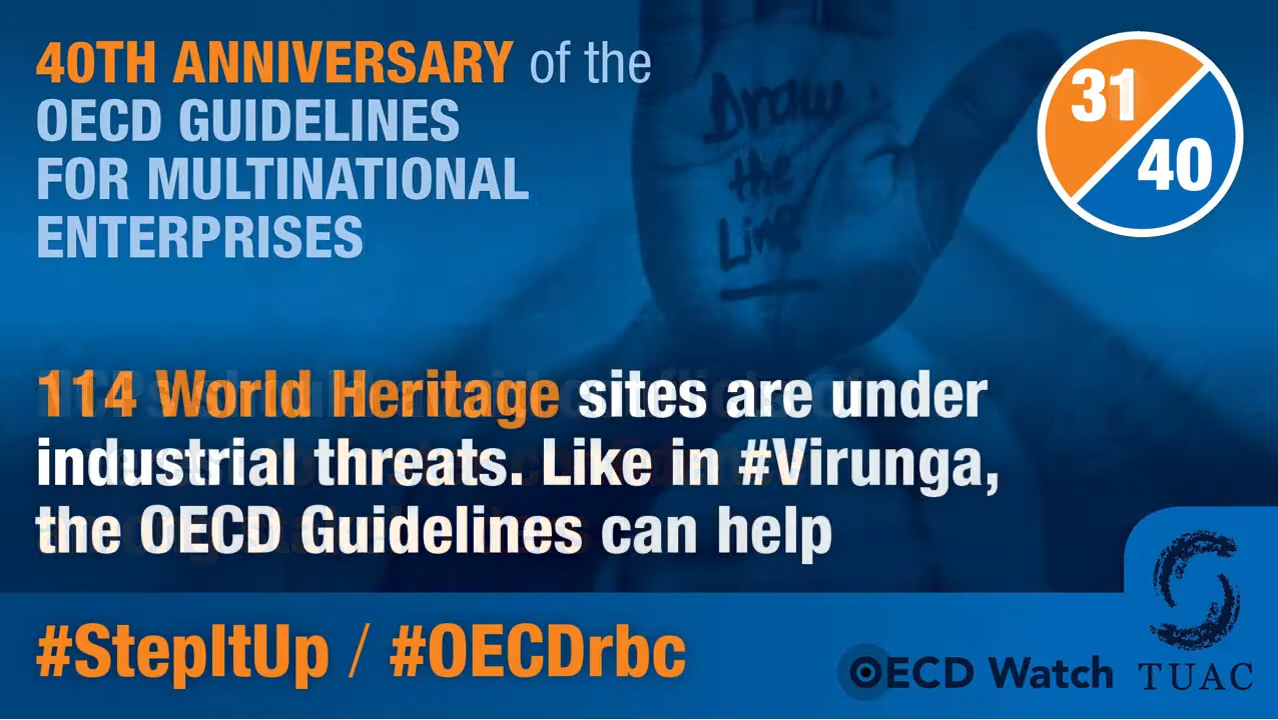 40TH ANNIVERSARY of the
OECD GUIDELINES
FOR MULTINATIONAL
ENTERPRISES
Draw
the
Line
31
40
114 World Heritage sites are under
industrial threats. Like in #Virunga,
the OECD Guidelines can help
#StepItUp / #OECDrbc
OECD Watch
TUAC